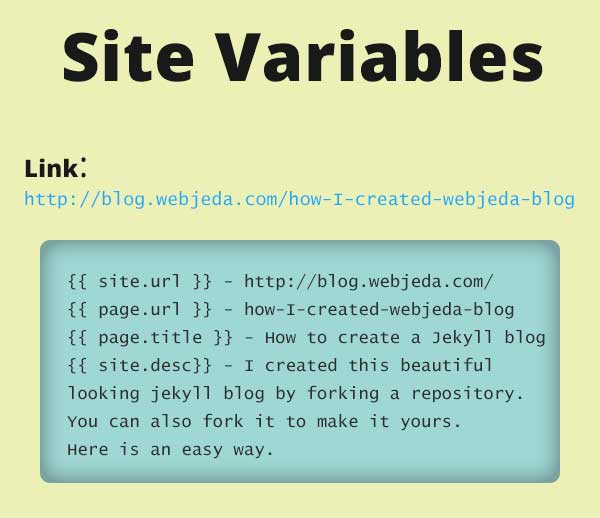 Site Variables
Link:
http://blog.webjeda.com/how-I-created-webjeda-blog
{{ site.url }} - http://blog.webjeda.com/
{{ page.url }} - how-I-created-webjeda-blog
{{ page.title }} - How to create a Jekyll blog
{{ site.desc}} - I created this beautiful
looking jekyll blog by forking a repository.
You can also fork it to make it yours.
Here is an easy way.